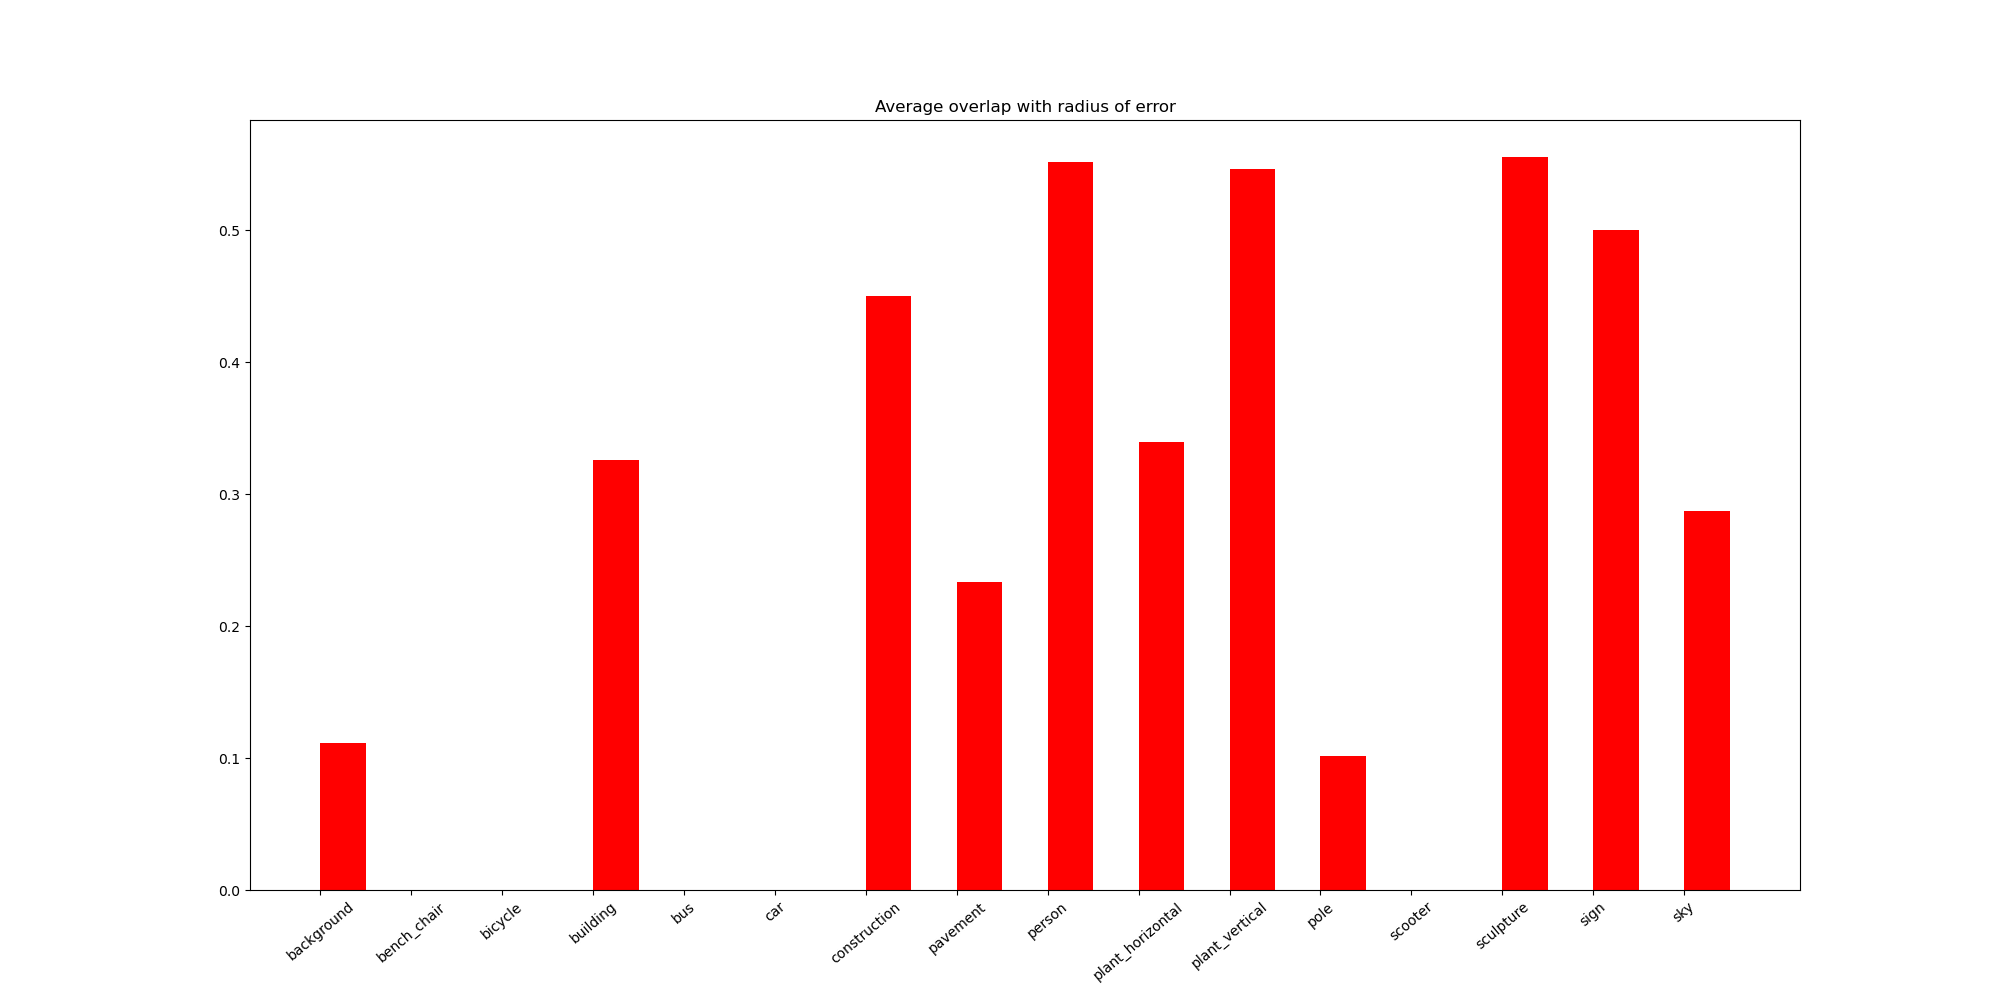 Average overlap with radius of error
0.5
0.4
0.3
0.2
0.1
0.0
background
bench_chair
bicycle
building
bus
car
construction
pavement
person
plant_horizontal
plant_vertical
pole
scooter
sculpture
sign
sky